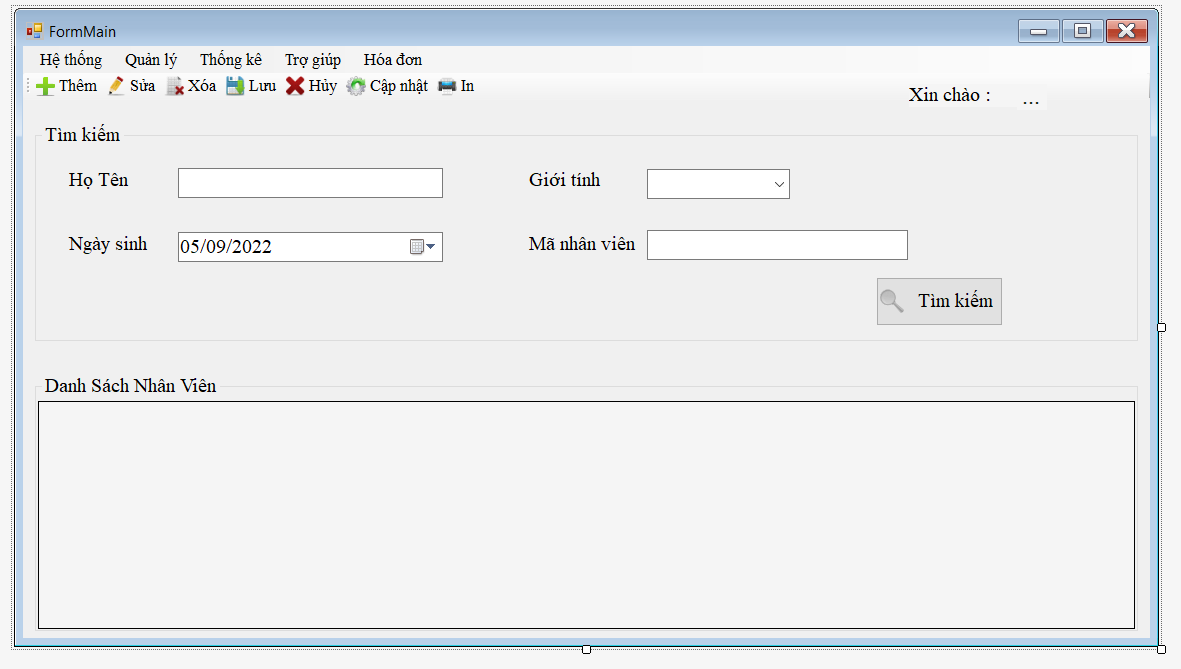 FormMain
Hệ thống Quản lý Thống kê Trợ giúp Hóa đơn
Thêm Sửa Xóa Lưu Hủy Cập nhật In
Xin chào : ...
Tìm kiếm
Họ Tên Giới tính
Ngày sinh 05/09/2022 Mã nhân viên
Tìm kiếm
Danh Sách Nhân Viên